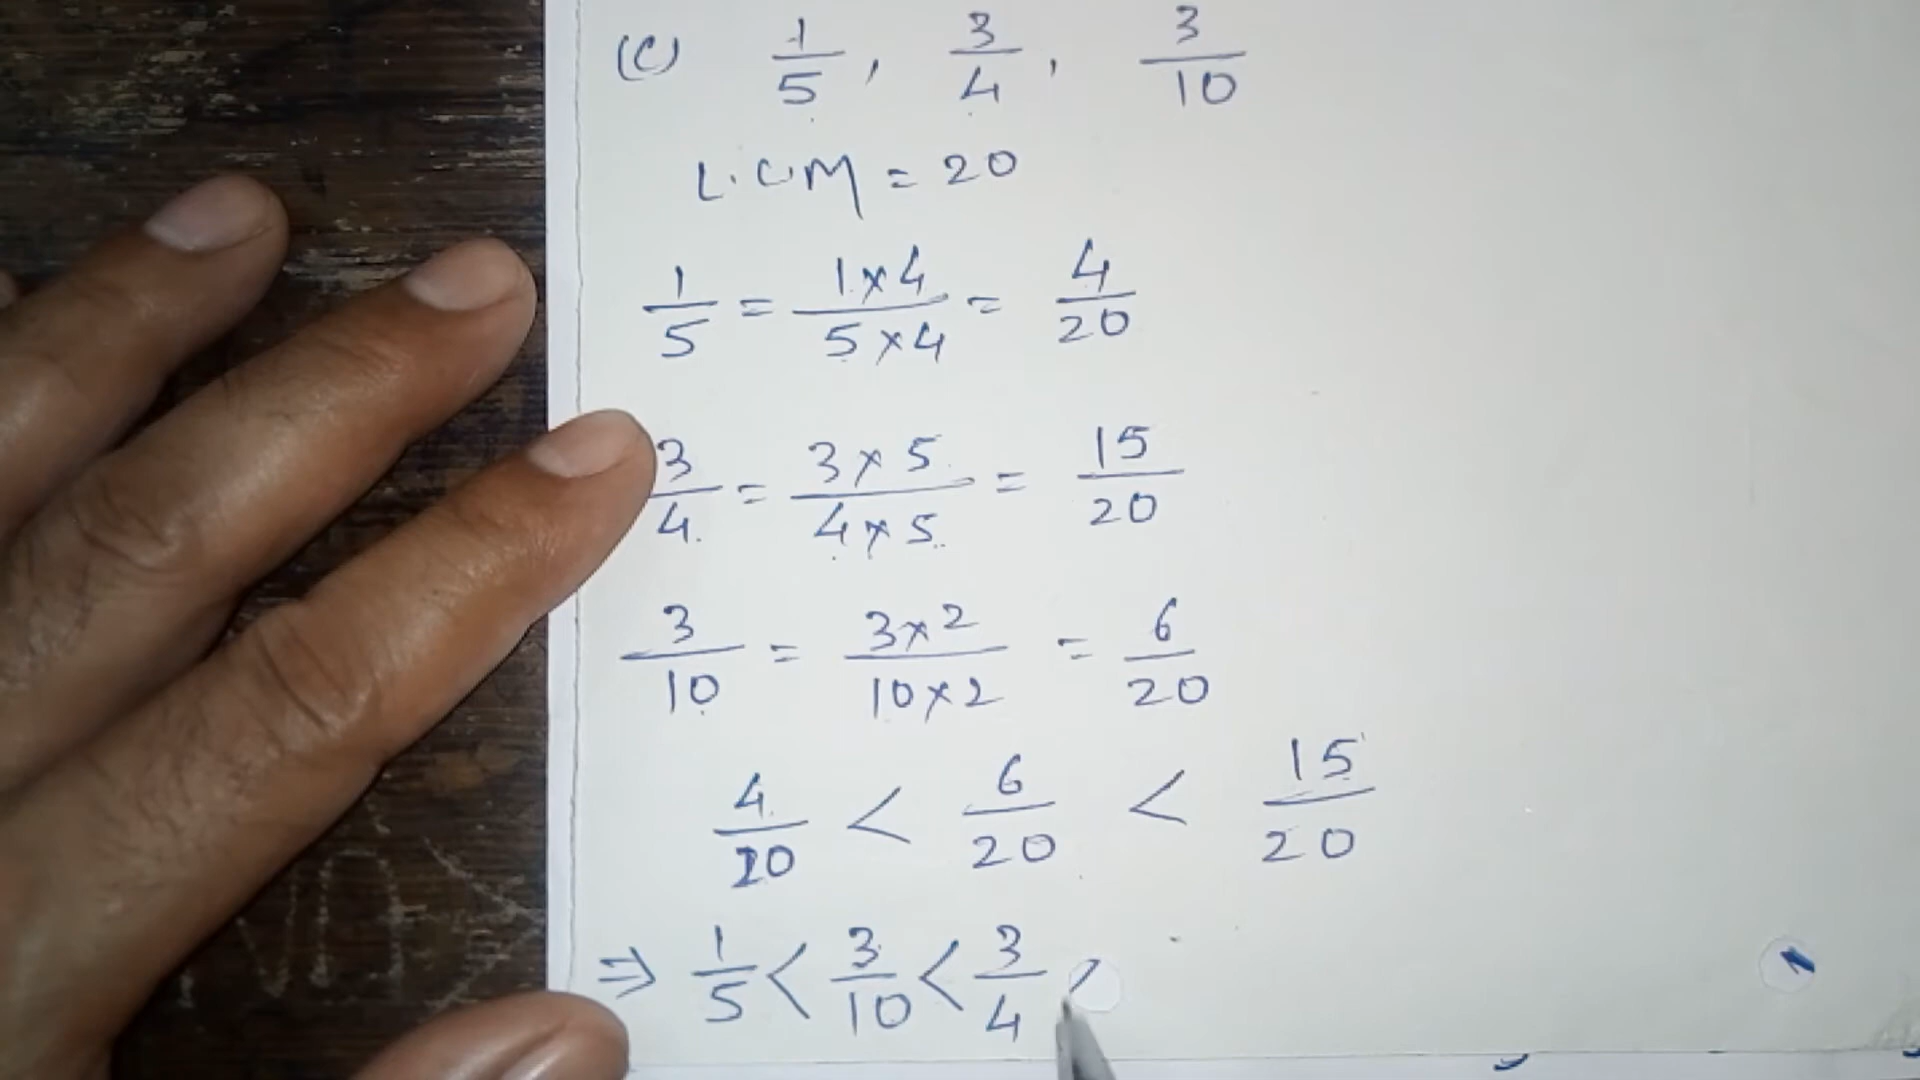 (C) 1/5, 3/4, 3/10
L.C.M = 20
1/5 = 1×4/5×4 = 4/20
3/4 = 3×5/4×5 = 15/20
3/10 = 3×2/10×2 = 6/20
4/20 < 6/20 < 15/20
⇒ 1/5 < 3/10 < 3/4